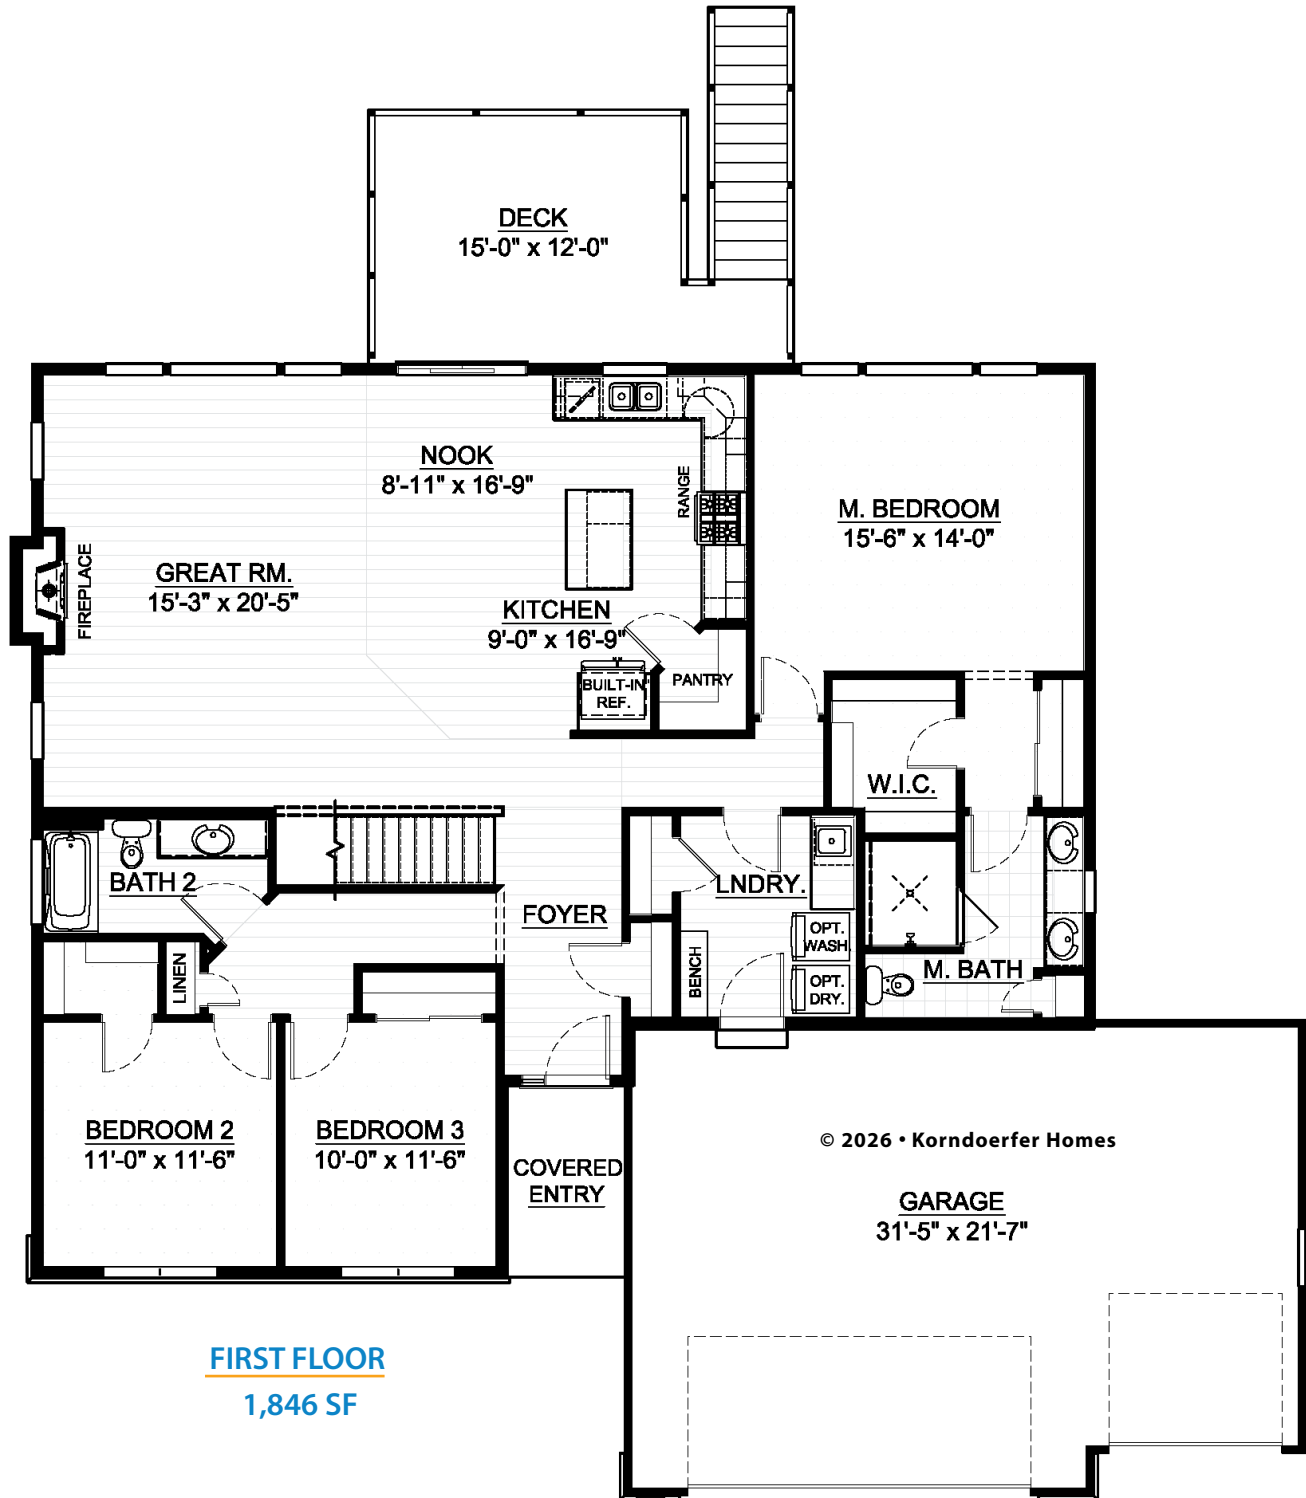 DECK
15'-0" x 12'-0"
NOOK
8'-11" x 16'-9"
RANGE
M. BEDROOM
15'-6" x 14'-0"
FIREPLACE
GREAT RM.
15'-3" x 20'-5"
KITCHEN
9'-0" x 16'-9"
BUILT-IN
REF.
PANTRY
W.I.C.
BATH 2
LNDRY.
FOYER
OPT.
WASH.
LINEN
BENCH
M. BATH
OPT.
DRY.
BEDROOM 2
11'-0" x 11'-6"
BEDROOM 3
10'-0" x 11'-6"
COVERED
ENTRY
© 2026 • Korndoerfer Homes
GARAGE
31'-5" x 21'-7"
FIRST FLOOR
1,846 SF